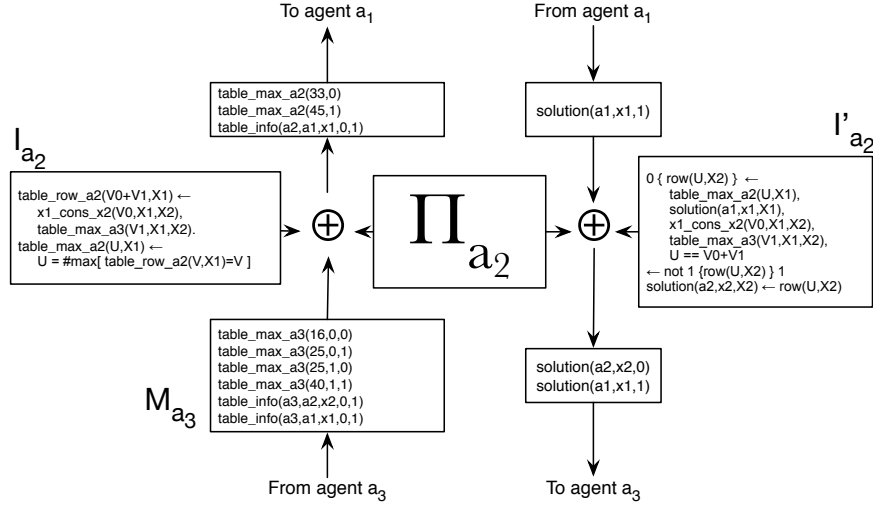 To agent a1
From agent a1
table_max_a2(33,0)
table_max_a2(45,1)
table_info(a2,a1,x1,0,1)
solution(a1,x1,1)
Ia2
I'a2
table_row_a2(V0+V1,X1) ←
x1_cons_x2(V0,X1,X2),
table_max_a3(V1,X1,X2).
table_max_a2(U,X1) ←
U = #max[ table_row_a2(V,X1)=V ]
⊕
Πa2
⊕
0 { row(U,X2) } ←
table_max_a2(U,X1),
solution(a1,x1,X1),
x1_cons_x2(V0,X1,X2),
table_max_a3(V1,X1,X2),
U == V0+V1
← not 1 {row(U,X2) } 1
solution(a2,x2,X2) ← row(U,X2)
Ma3
table_max_a3(16,0,0)
table_max_a3(25,0,1)
table_max_a3(25,1,0)
table_max_a3(40,1,1)
table_info(a3,a2,x2,0,1)
table_info(a3,a1,x1,0,1)
solution(a2,x2,0)
solution(a1,x1,1)
From agent a3
To agent a3